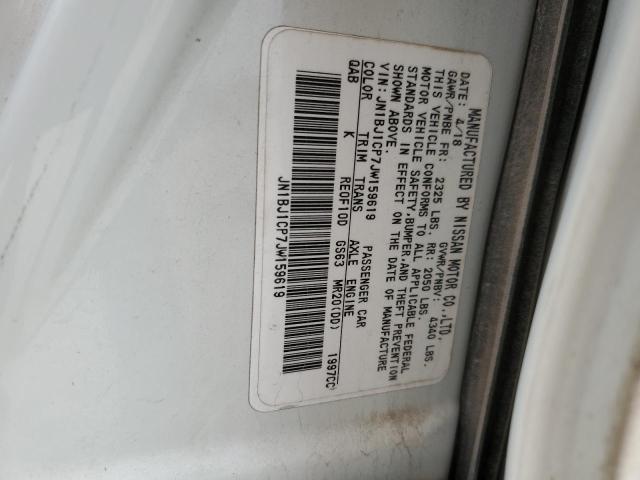 MANUFACTURED BY NISSAN MOTOR CO.,LTD.
DATE: 4/18 GVWR/PNBV: 4340 LBS.
GAWR/PNBE FR: 2325 LBS. RR: 2050 LBS.
THIS VEHICLE CONFORMS TO ALL APPLICABLE FEDERAL
MOTOR VEHICLE SAFETY,BUMPER,AND THEFT PREVENTION
STANDARDS IN EFFECT ON THE DATE OF MANUFACTURE
SHOWN ABOVE.
VIN:JN1BJ1CP7JW159619 PASSENGER CAR
COLOR TRIM TRANS AXLE ENGINE
QAB K RE0F10D GS63 MR20(DD) 1997CC
JN1BJ1CP7JW159619